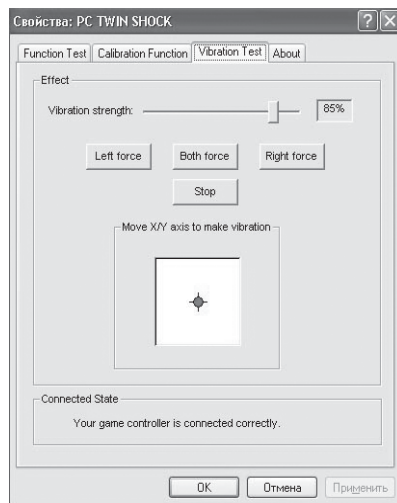 Свойства: PC TWIN SHOCK
Function Test Calibration Function Vibration Test About
Effect
Vibration strength: 85%
Left force Both force Right force
Stop
Move X/Y axis to make vibration
Connected State
Your game controller is connected correctly.
OK Отмена Применить